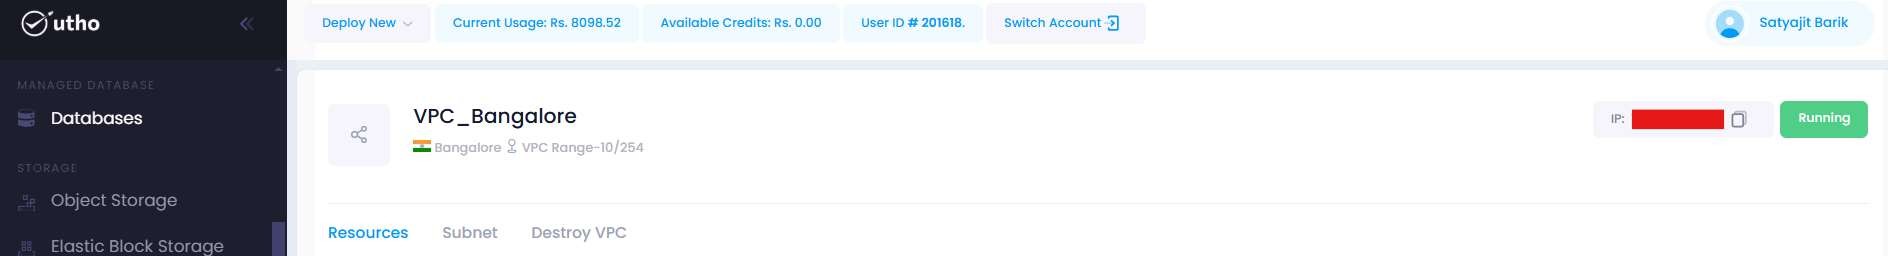 utho
Deploy New
Current Usage: Rs. 8098.52
Available Credits: Rs. 0.00
User ID # 201618.
Switch Account
Satyajit Barik
MANAGED DATABASE
Databases
STORAGE
Object Storage
Elastic Block Storage
VPC_Bangalore
Bangalore VPC Range-10/254
IP:
Running
Resources
Subnet
Destroy VPC